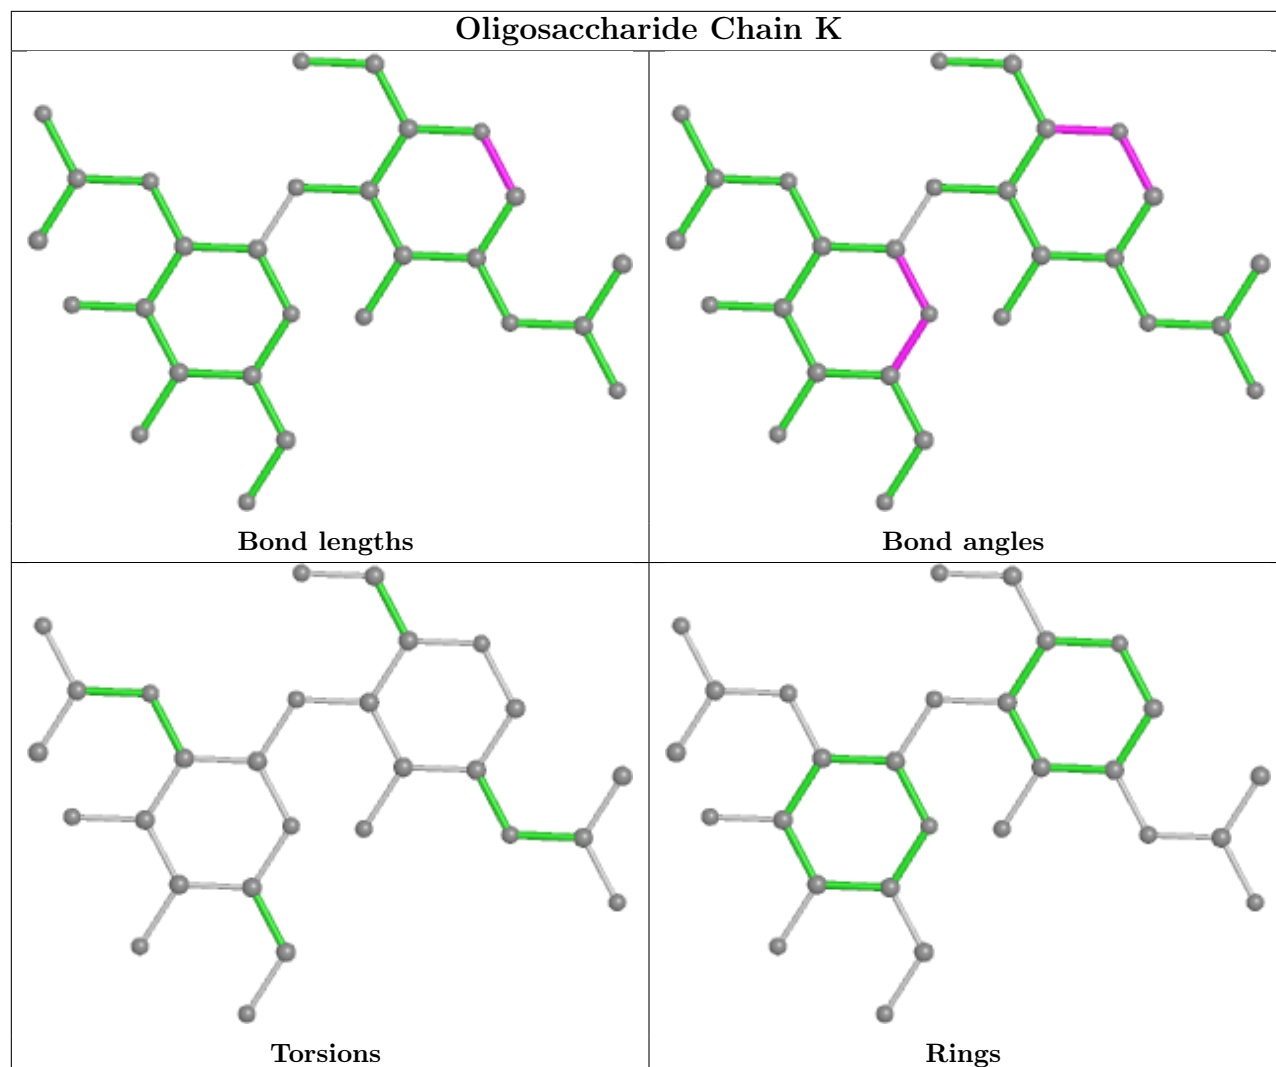 Oligosaccharide Chain K
Bond lengths
Bond angles
Torsions
Rings